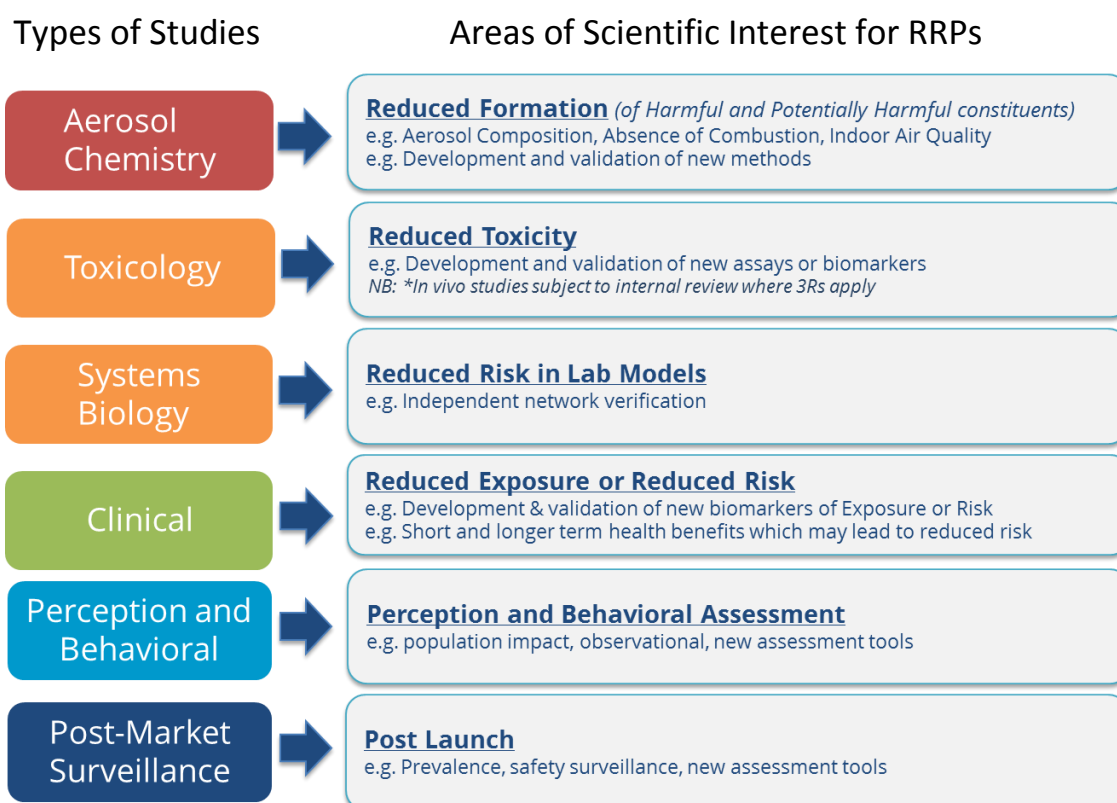 Types of Studies
Areas of Scientific Interest for RRPs
Aerosol
Chemistry
Reduced Formation (of Harmful and Potentially Harmful constituents)
e.g. Aerosol Composition, Absence of Combustion, Indoor Air Quality
e.g. Development and validation of new methods
Toxicology
Reduced Toxicity
e.g. Development and validation of new assays or biomarkers
NB: *In vivo studies subject to internal review where 3Rs apply
Systems
Biology
Reduced Risk in Lab Models
e.g. Independent network verification
Clinical
Reduced Exposure or Reduced Risk
e.g. Development & validation of new biomarkers of Exposure or Risk
e.g. Short and longer term health benefits which may lead to reduced risk
Perception and
Behavioral
Perception and Behavioral Assessment
e.g. population impact, observational, new assessment tools
Post-Market
Surveillance
Post Launch
e.g. Prevalence, safety surveillance, new assessment tools